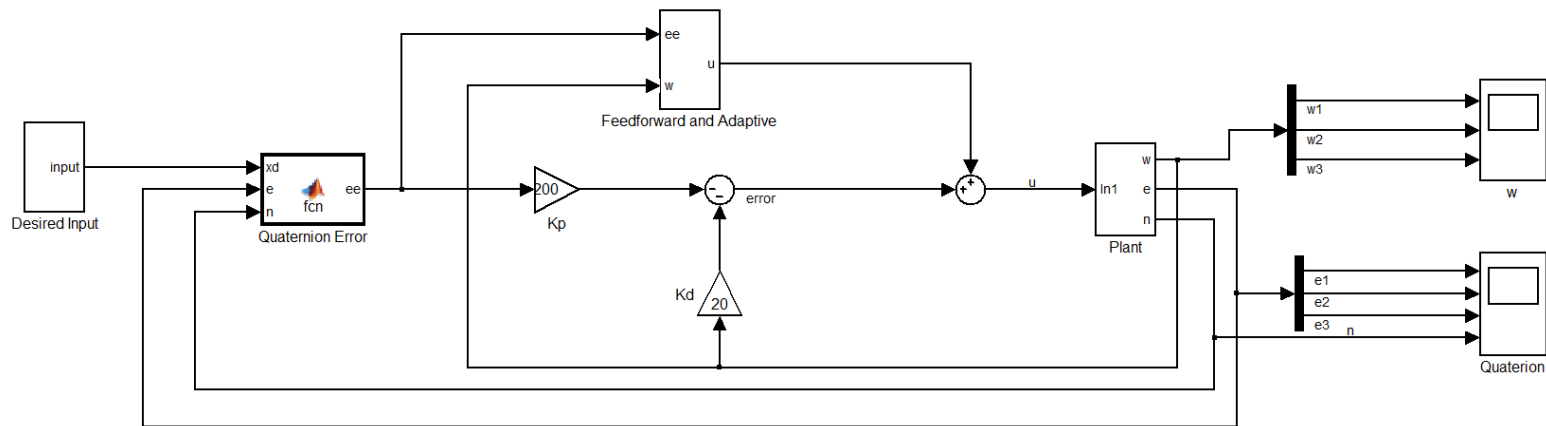 input
Desired Input
xd
e
n
fcn
ee
Quaternion Error
ee
w
u
Feedforward and Adaptive
200
Kp
-
-
error
20
Kd
+
+
u
In1
w
e
n
Plant
w1
w2
w3
w
e1
e2
e3
n
Quaterion